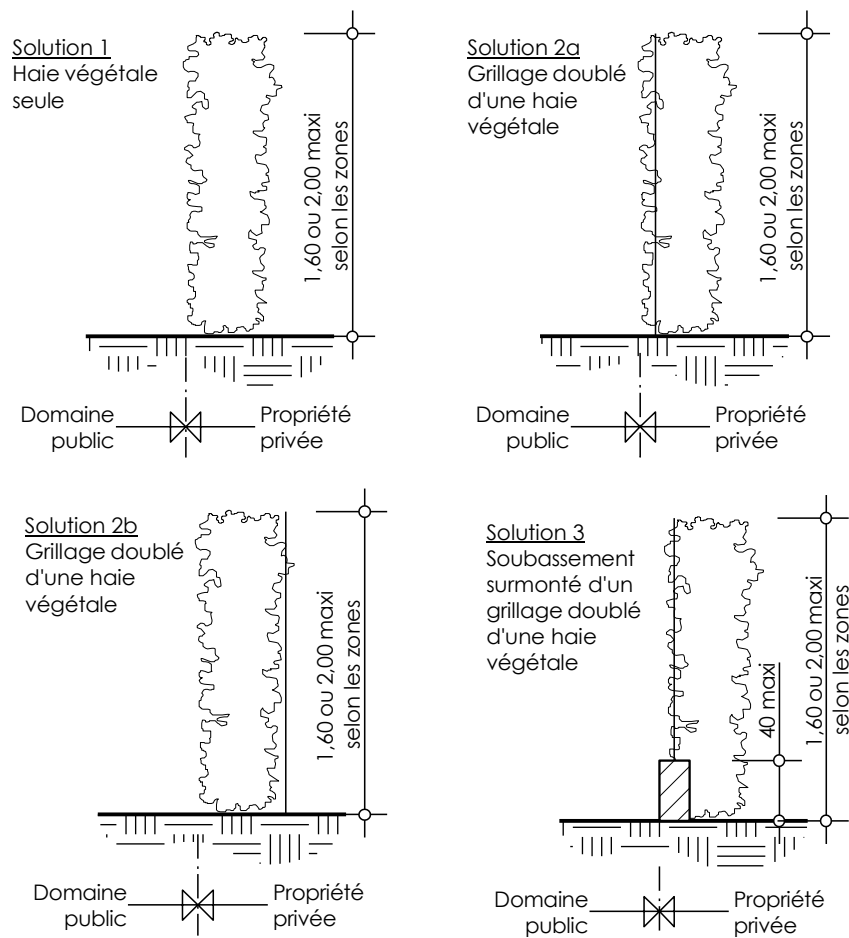 Solution 1
Haie végétale
seule
1,60 ou 2,00 maxi
selon les zones
Domaine
public
Propriété
privée
Solution 2a
Grillage doublé
d'une haie
végétale
1,60 ou 2,00 maxi
selon les zones
Domaine
public
Propriété
privée
Solution 2b
Grillage doublé
d'une haie
végétale
1,60 ou 2,00 maxi
selon les zones
Domaine
public
Propriété
privée
Solution 3
Soubassement
surmonté d'un
grillage doublé
d'une haie
végétale
40 maxi
1,60 ou 2,00 maxi
selon les zones
Domaine
public
Propriété
privée